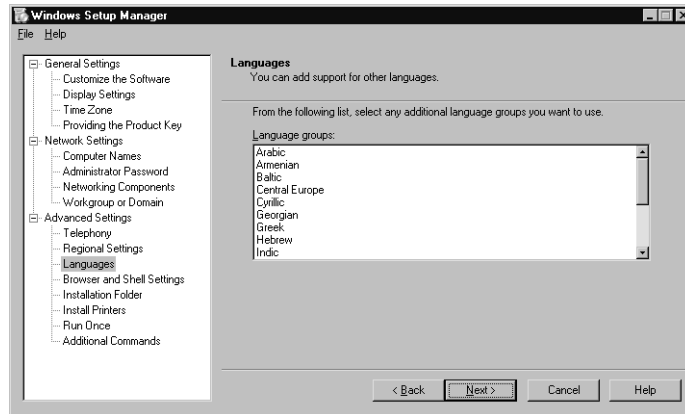 Windows Setup Manager
File Help
General Settings
Customize the Software
Display Settings
Time Zone
Providing the Product Key
Network Settings
Computer Names
Administrator Password
Networking Components
Workgroup or Domain
Advanced Settings
Telephony
Regional Settings
Languages
Browser and Shell Settings
Installation Folder
Install Printers
Run Once
Additional Commands
Languages
You can add support for other languages.
From the following list, select any additional language groups you want to use.
Language groups:
Arabic
Armenian
Baltic
Central Europe
Cyrillic
Georgian
Greek
Hebrew
Indic
< Back Next > Cancel Help